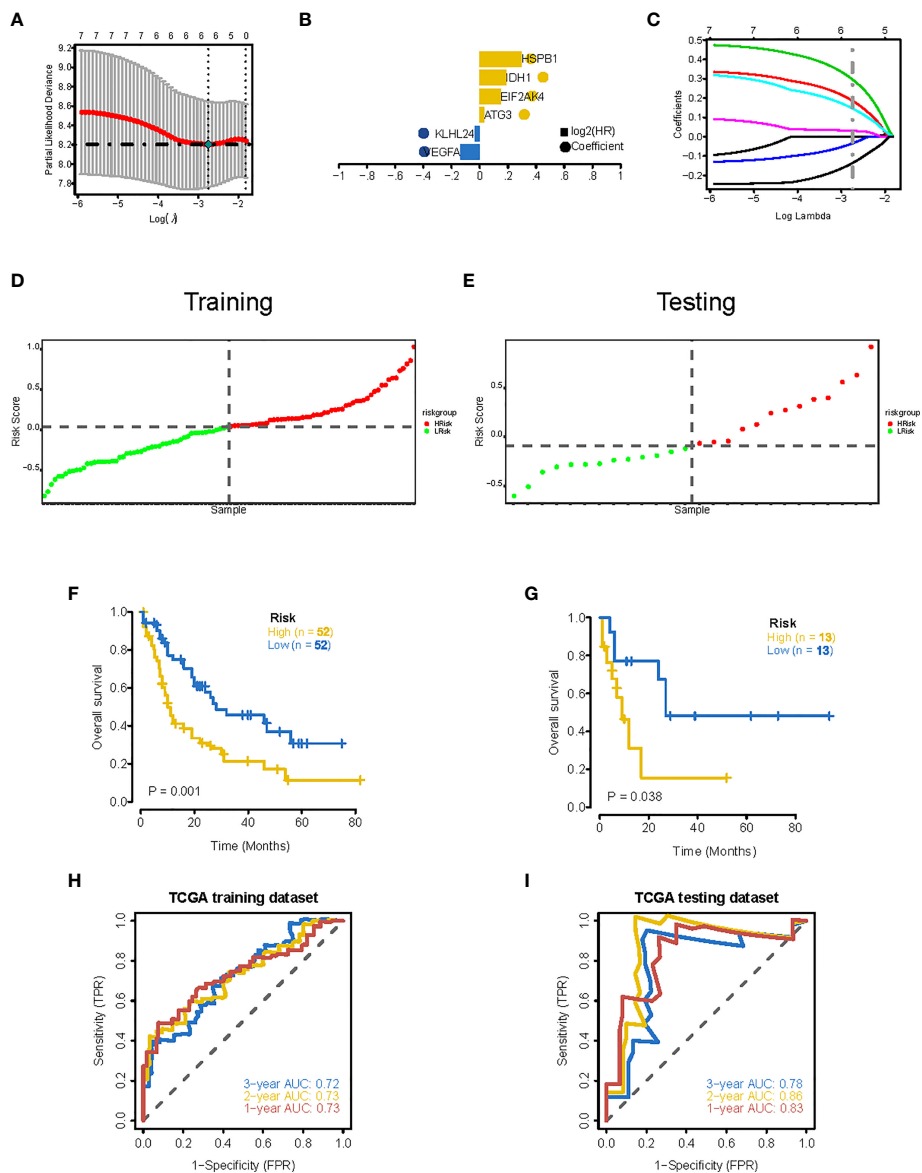 A
7 7 7 7 7 6 6 6 6 5 0
9.2
9.0
8.8
8.6
8.4
8.2
8.0
7.8
Partial Likelihood Deviance
−6 −5 −4 −3 −2
Log(λ)
B
HSPB1
IDH1
EIF2AK4
ATG3
KLHL24
VEGFA
log2(HR)
Coefficient
−1 −.8 −.6 −.4 −.2 0 .2 .4 .6 .8 1
C
7 7 6 6 5
0.5
0.4
0.3
0.2
0.1
0.0
−0.1
−0.2
Coefficients
−6 −5 −4 −3 −2
Log Lambda
D
Training
1.0
0.5
0.0
−0.5
Risk Score
Sample
riskgroup
HRisk
LRisk
E
Testing
0.5
0.0
−0.5
Risk Score
Sample
riskgroup
HRisk
LRisk
F
1.0
0.8
0.6
0.4
0.2
0.0
Overall survival
Risk
High (n = 52)
Low (n = 52)
P = 0.001
0 20 40 60 80
Time (Months)
G
1.0
0.8
0.6
0.4
0.2
0.0
Overall survival
Risk
High (n = 13)
Low (n = 13)
P = 0.038
0 20 40 60 80
Time (Months)
H
TCGA training dataset
1.0
0.8
0.6
0.4
0.2
0.0
Sensitivity (TPR)
3−year AUC: 0.72
2−year AUC: 0.73
1−year AUC: 0.73
0.0 0.2 0.4 0.6 0.8 1.0
1-Specificity (FPR)
I
TCGA testing dataset
1.0
0.8
0.6
0.4
0.2
0.0
Sensitivity (TPR)
3−year AUC: 0.78
2−year AUC: 0.86
1−year AUC: 0.83
0.0 0.2 0.4 0.6 0.8 1.0
1-Specificity (FPR)